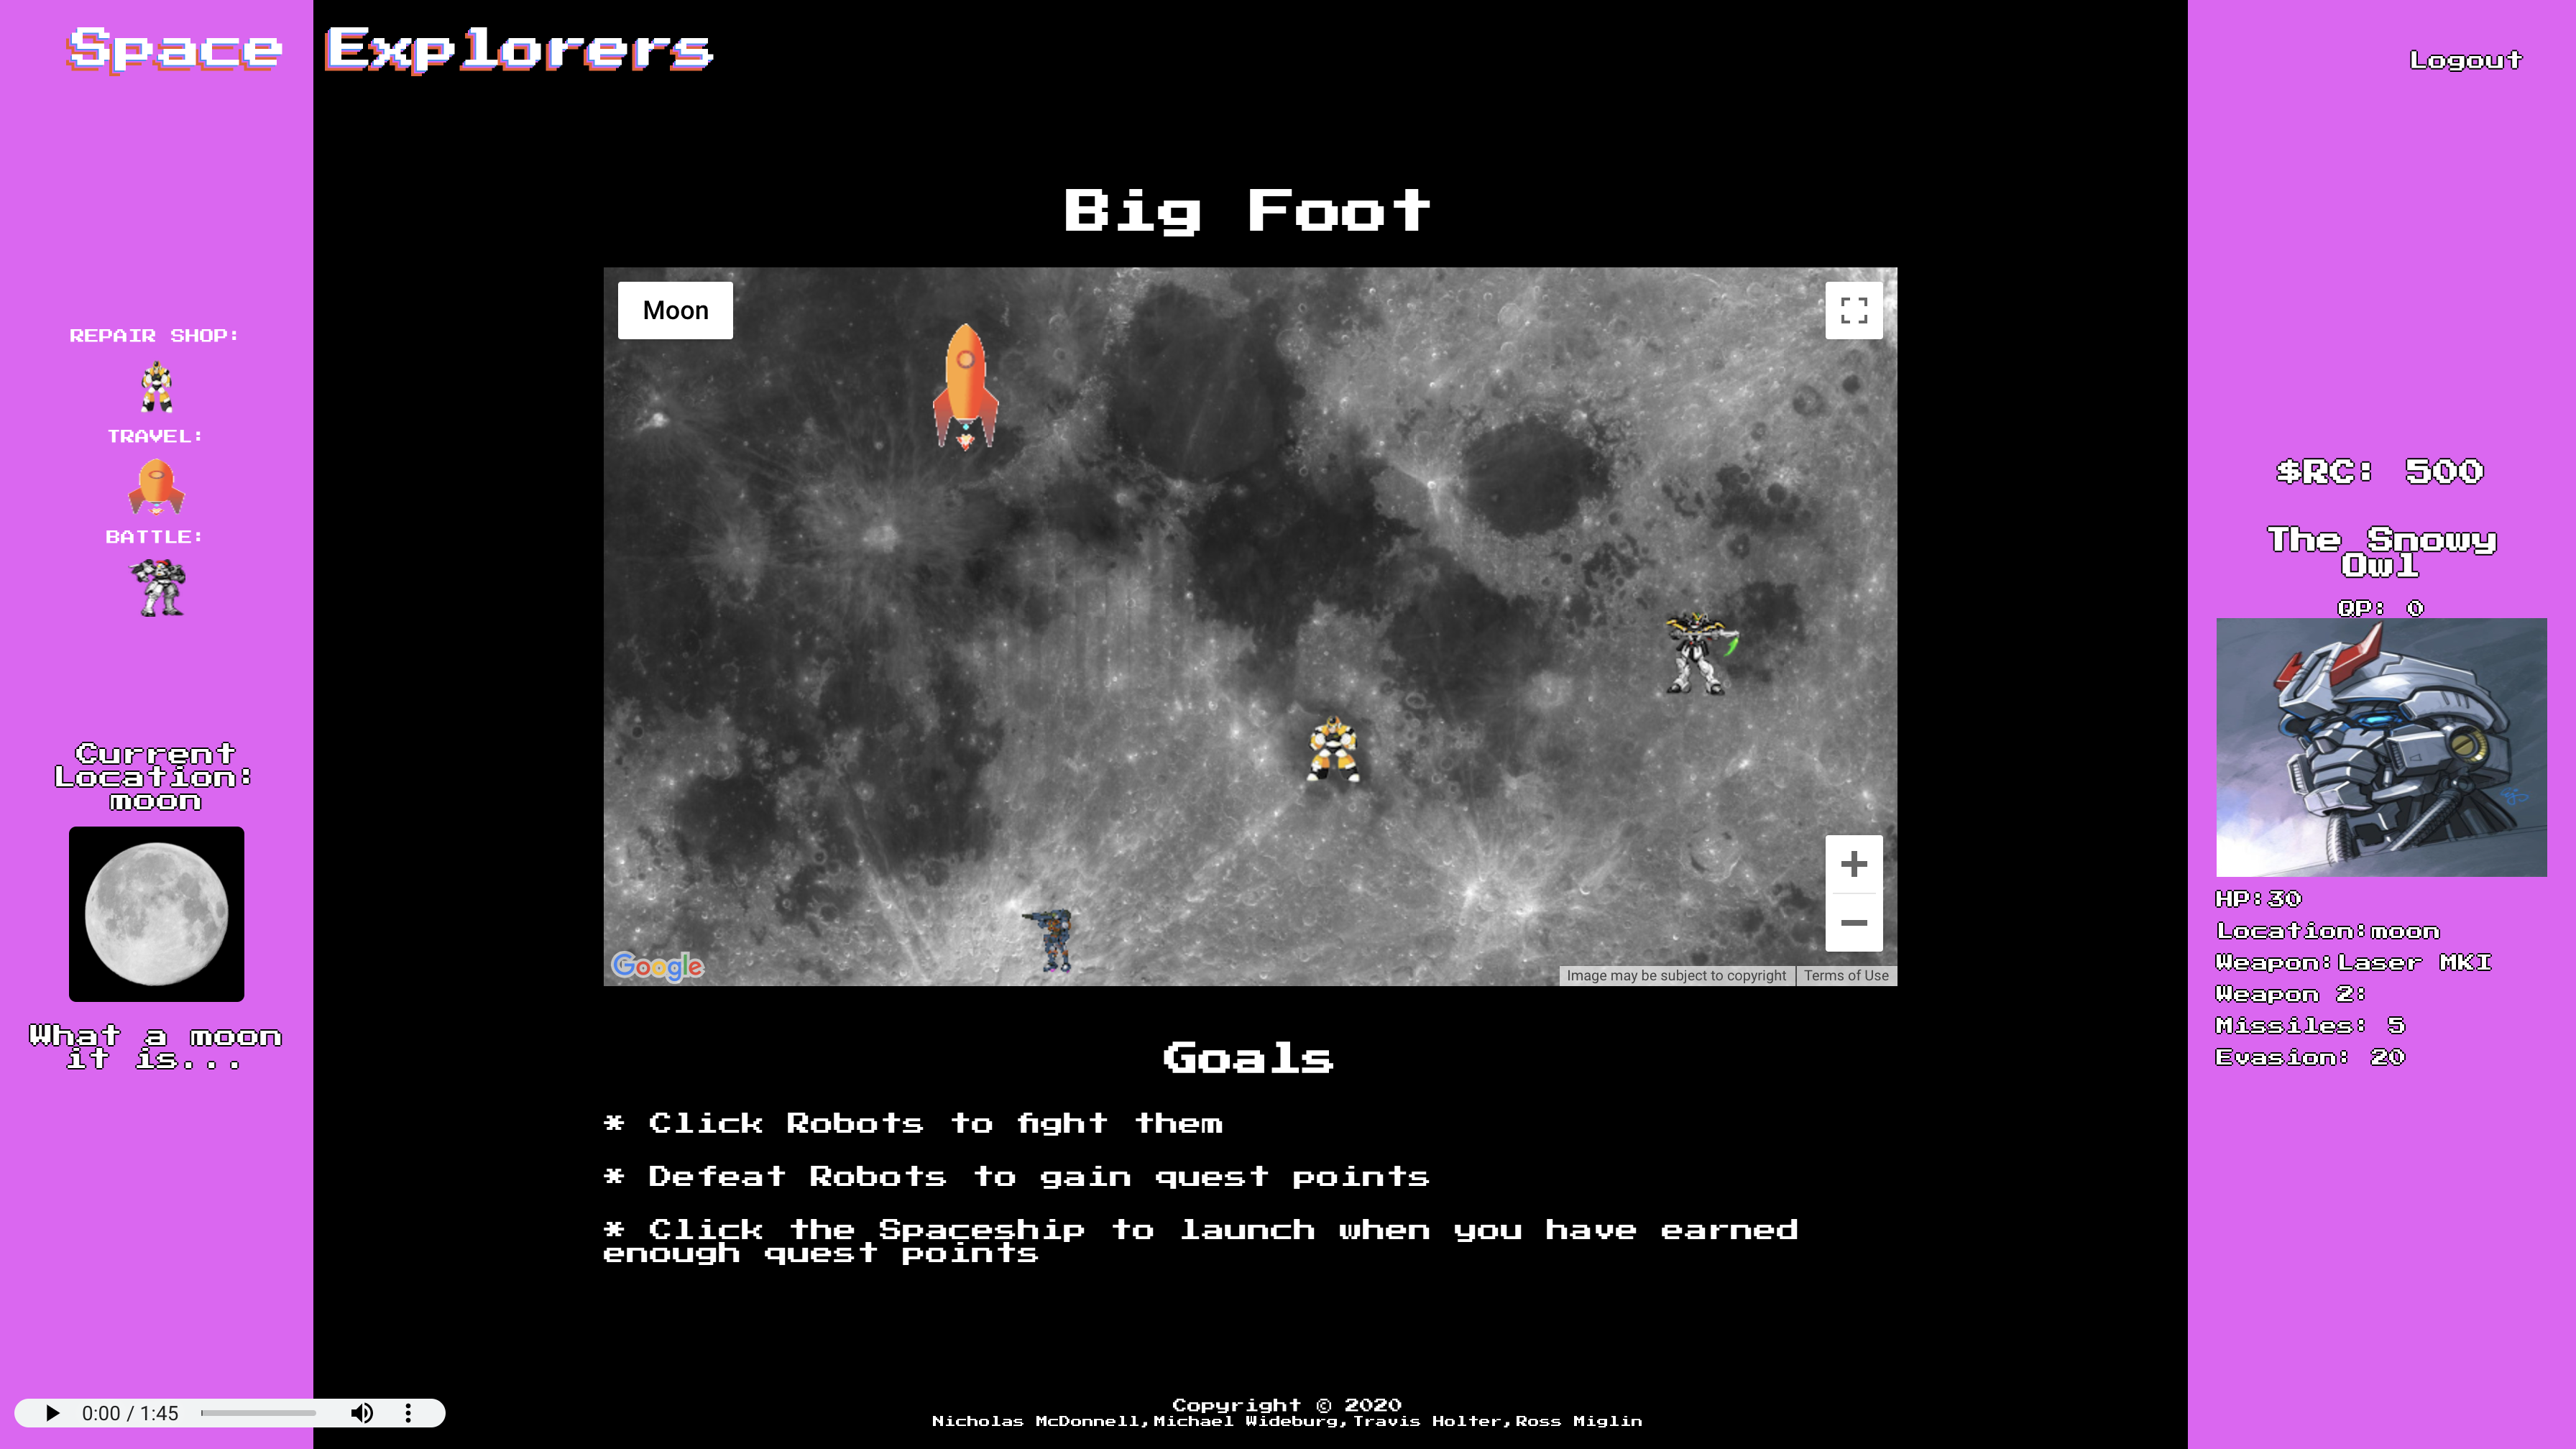 Space Explorers
Logout
Big Foot
Moon
REPAIR SHOP:
TRAVEL:
BATTLE:
Current
Location:
moon
What a moon
it is...
Google
Image may be subject to copyright
Terms of Use
$RC: 500
The Snowy
Owl
QP: 0
HP:30
Location:moon
Weapon:Laser MKI
Weapon 2:
Missiles: 5
Evasion: 20
Goals
* Click Robots to fight them
* Defeat Robots to gain quest points
* Click the Spaceship to launch when you have earned
enough quest points
0:00 / 1:45
Copyright © 2020
Nicholas McDonnell,Michael Wideburg,Travis Holter,Ross Miglin